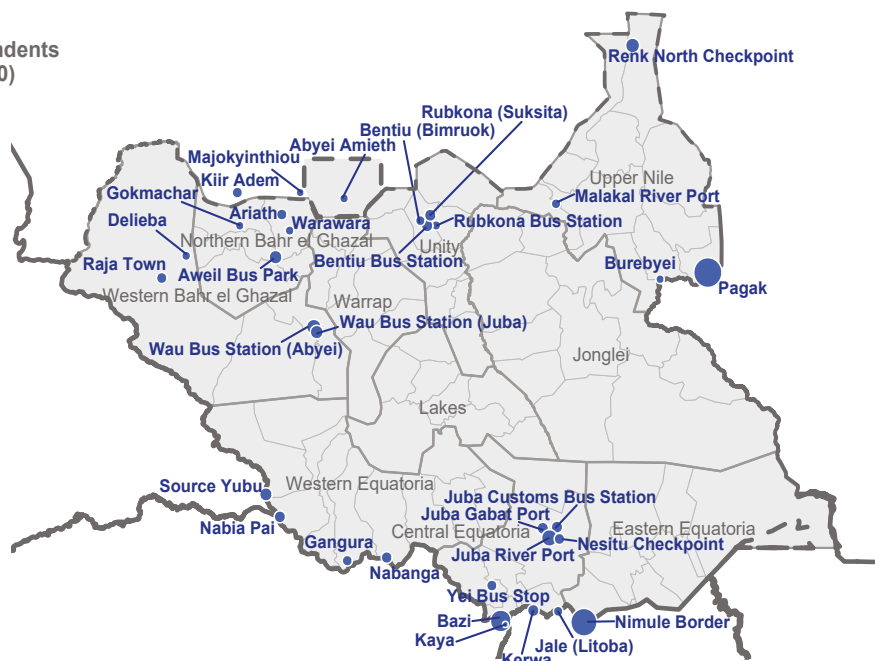 ndents
0)
Renk North Checkpoint
Rubkona (Suksita)
Bentiu (Bimruok)
Abyei Amieth
Majokyinthiou
Kiir Adem
Gokmachar
Upper Nile
Malakal River Port
Ariath
Delieba
Warawara
Rubkona Bus Station
Northern Bahr el Ghazal
Unity
Bentiu Bus Station
Raja Town
Aweil Bus Park
Burebyei
Pagak
Western Bahr el Ghazal
Warrap
Wau Bus Station (Juba)
Wau Bus Station (Abyei)
Jonglei
Lakes
Source Yubu
Western Equatoria
Juba Customs Bus Station
Juba Gabat Port
Nabia Pai
Central Equatoria
Eastern Equatoria
Gangura
Juba River Port
Nesitu Checkpoint
Nabanga
Yei Bus Stop
Bazi
Nimule Border
Kaya
Jale (Litoba)
Kerwa